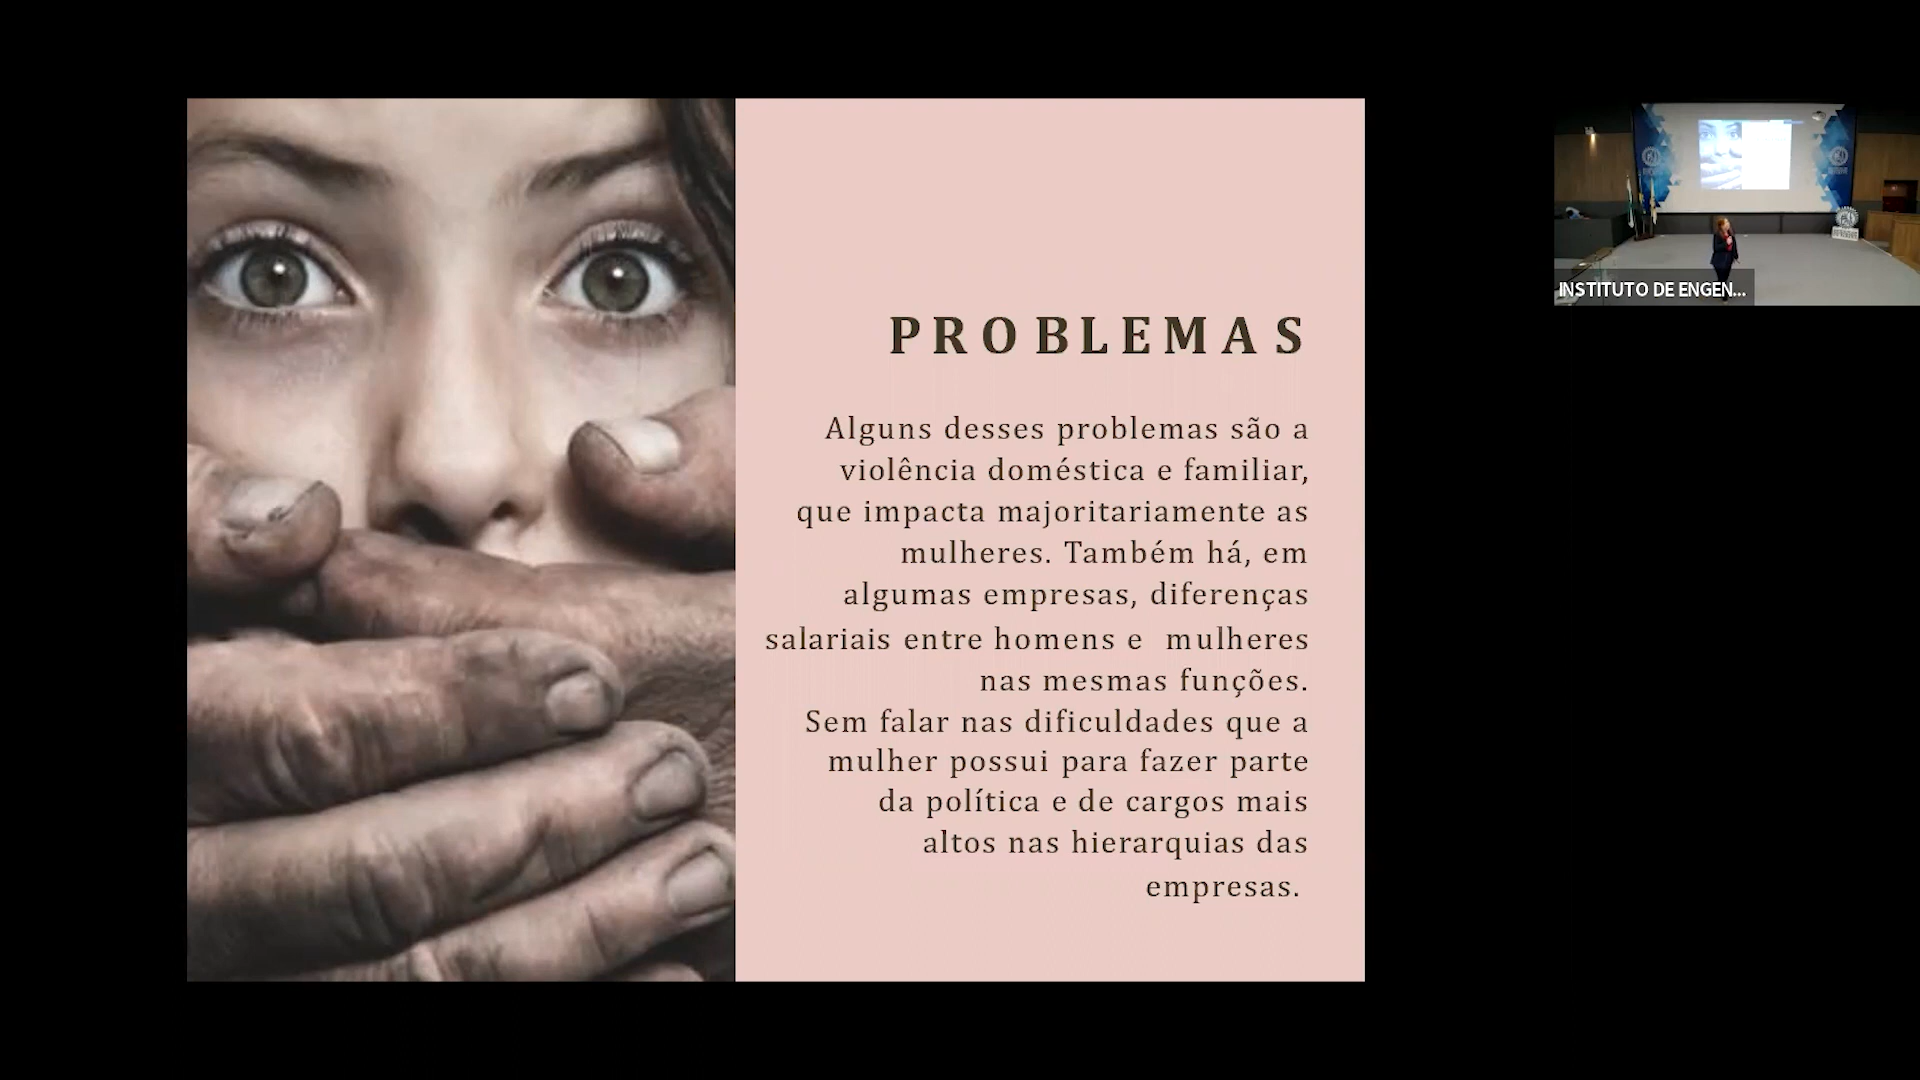 PROBLEMAS
Alguns desses problemas são a
violência doméstica e familiar,
que impacta majoritariamente as
mulheres. Também há, em
algumas empresas, diferenças
salariais entre homens e mulheres
nas mesmas funções.
Sem falar nas dificuldades que a
mulher possui para fazer parte
da política e de cargos mais
altos nas hierarquias das
empresas.
INSTITUTO DE ENGEN...